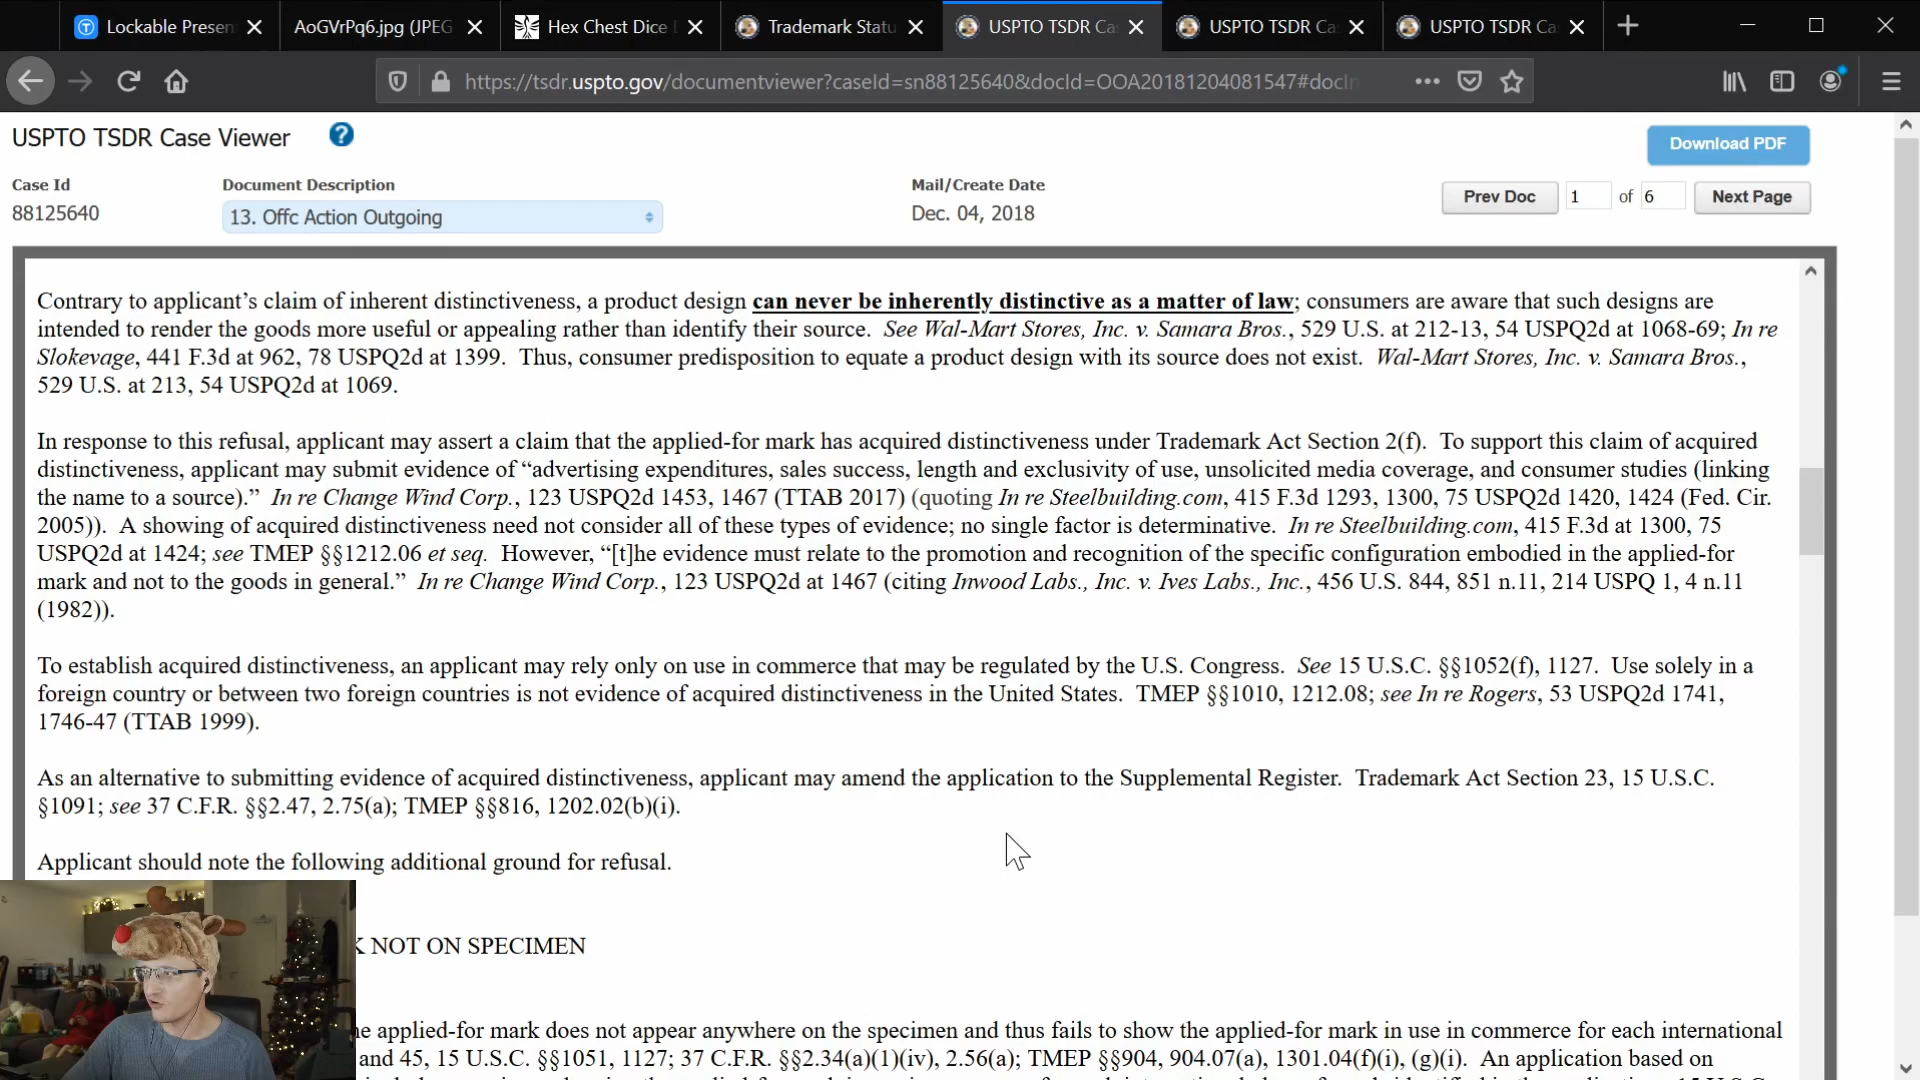 Lockable Presen
AoGVrPq6.jpg (JPEG
Hex Chest Dice
Trademark Statu
USPTO TSDR Ca
USPTO TSDR Ca
USPTO TSDR Ca
https://tsdr.uspto.gov/documentviewer?caseId=sn88125640&docId=OOA20181204081547#docIn
USPTO TSDR Case Viewer
Download PDF
Case Id
Document Description
Mail/Create Date
88125640
13. Offc Action Outgoing
Dec. 04, 2018
Prev Doc 1 of 6 Next Page
Contrary to applicant’s claim of inherent distinctiveness, a product design can never be inherently distinctive as a matter of law; consumers are aware that such designs are
intended to render the goods more useful or appealing rather than identify their source. See Wal-Mart Stores, Inc. v. Samara Bros., 529 U.S. at 212-13, 54 USPQ2d at 1068-69; In re
Slokevage, 441 F.3d at 962, 78 USPQ2d at 1399. Thus, consumer predisposition to equate a product design with its source does not exist. Wal-Mart Stores, Inc. v. Samara Bros.,
529 U.S. at 213, 54 USPQ2d at 1069.
In response to this refusal, applicant may assert a claim that the applied-for mark has acquired distinctiveness under Trademark Act Section 2(f). To support this claim of acquired
distinctiveness, applicant may submit evidence of “advertising expenditures, sales success, length and exclusivity of use, unsolicited media coverage, and consumer studies (linking
the name to a source).” In re Change Wind Corp., 123 USPQ2d 1453, 1467 (TTAB 2017) (quoting In re Steelbuilding.com, 415 F.3d 1293, 1300, 75 USPQ2d 1420, 1424 (Fed. Cir.
2005)). A showing of acquired distinctiveness need not consider all of these types of evidence; no single factor is determinative. In re Steelbuilding.com, 415 F.3d at 1300, 75
USPQ2d at 1424; see TMEP §§1212.06 et seq. However, “[t]he evidence must relate to the promotion and recognition of the specific configuration embodied in the applied-for
mark and not to the goods in general.” In re Change Wind Corp., 123 USPQ2d at 1467 (citing Inwood Labs., Inc. v. Ives Labs., Inc., 456 U.S. 844, 851 n.11, 214 USPQ 1, 4 n.11
(1982)).
To establish acquired distinctiveness, an applicant may rely only on use in commerce that may be regulated by the U.S. Congress. See 15 U.S.C. §§1052(f), 1127. Use solely in a
foreign country or between two foreign countries is not evidence of acquired distinctiveness in the United States. TMEP §§1010, 1212.08; see In re Rogers, 53 USPQ2d 1741,
1746-47 (TTAB 1999).
As an alternative to submitting evidence of acquired distinctiveness, applicant may amend the application to the Supplemental Register. Trademark Act Section 23, 15 U.S.C.
§1091; see 37 C.F.R. §§2.47, 2.75(a); TMEP §§816, 1202.02(b)(i).
Applicant should note the following additional ground for refusal.
K NOT ON SPECIMEN
he applied-for mark does not appear anywhere on the specimen and thus fails to show the applied-for mark in use in commerce for each international
and 45, 15 U.S.C. §§1051, 1127; 37 C.F.R. §§2.34(a)(1)(iv), 2.56(a); TMEP §§904, 904.07(a), 1301.04(f)(i), (g)(i). An application based on